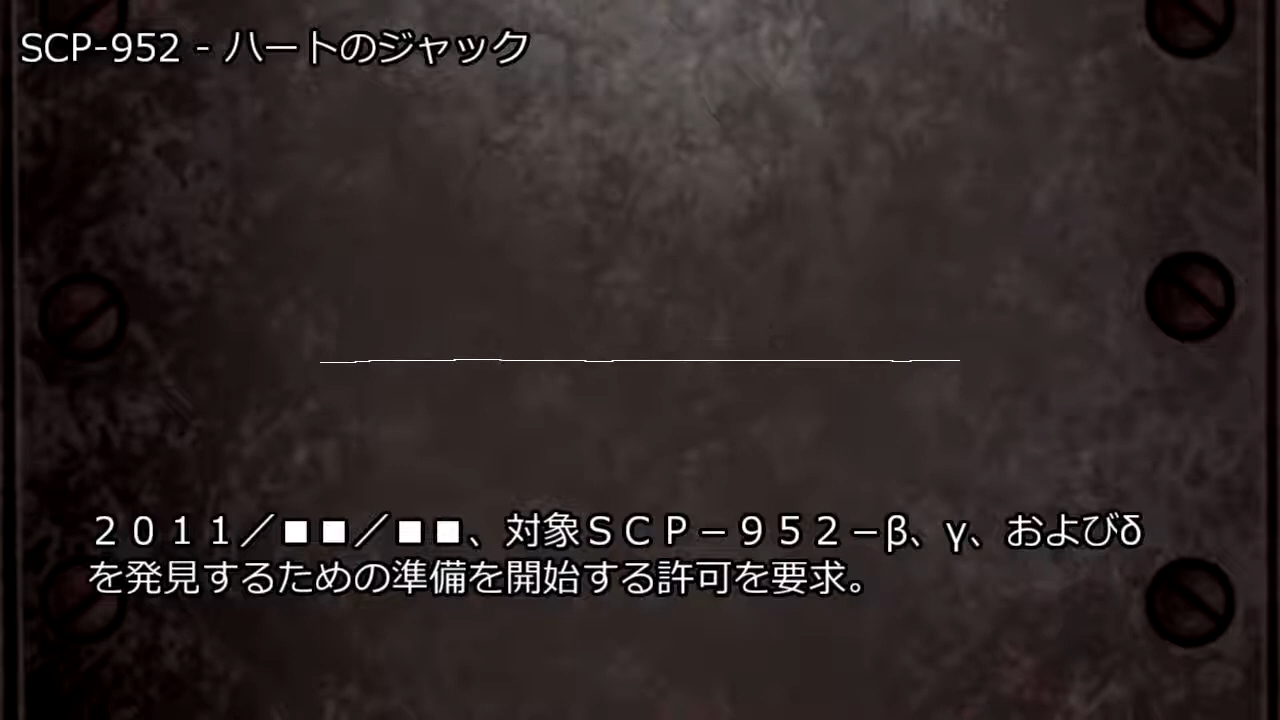 SCP-952 - ハートのジャック
２０１１／■■／■■、対象ＳＣＰ－９５２－β、γ、およびδ
を発見するための準備を開始する許可を要求。